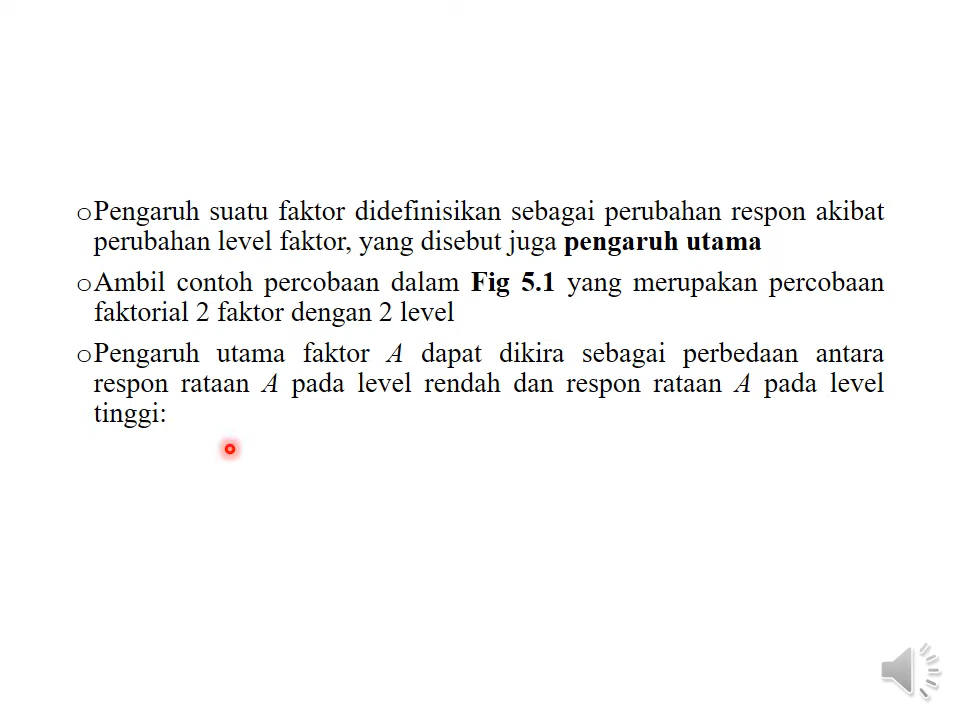 oPengaruh suatu faktor didefinisikan sebagai perubahan respon akibat
perubahan level faktor, yang disebut juga pengaruh utama
oAmbil contoh percobaan dalam Fig 5.1 yang merupakan percobaan
faktorial 2 faktor dengan 2 level
oPengaruh utama faktor A dapat dikira sebagai perbedaan antara
respon rataan A pada level rendah dan respon rataan A pada level
tinggi: